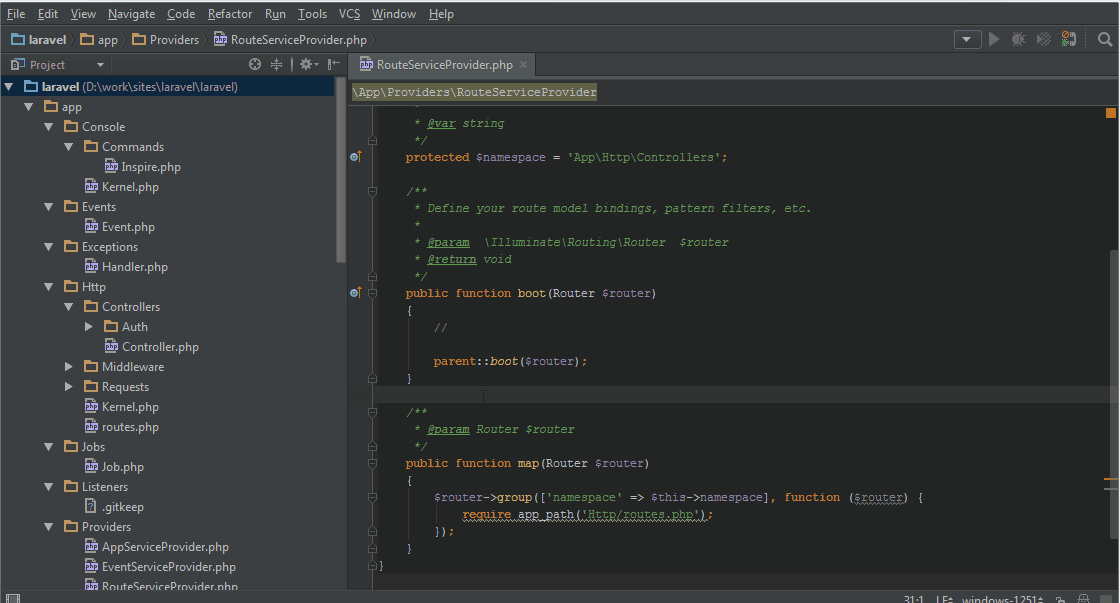 File Edit View Navigate Code Refactor Run Tools VCS Window Help
laravel app Providers RouteServiceProvider.php
Project
RouteServiceProvider.php
laravel (D:\work\sites\laravel\laravel)
app
Console
Commands
Inspire.php
Kernel.php
Events
Event.php
Exceptions
Handler.php
Http
Controllers
Auth
Controller.php
Middleware
Requests
Kernel.php
routes.php
Jobs
Job.php
Listeners
.gitkeep
Providers
AppServiceProvider.php
EventServiceProvider.php
RouteServiceProvider.php
\App\Providers\RouteServiceProvider
* @var string
*/
protected $namespace = 'App\Http\Controllers';
/**
* Define your route model bindings, pattern filters, etc.
*
* @param  \Illuminate\Routing\Router  $router
* @return void
*/
public function boot(Router $router)
{
//
parent::boot($router);
}
/**
* @param Router $router
*/
public function map(Router $router)
{
$router->group(['namespace' => $this->namespace], function ($router) {
require app_path('Http/routes.php');
});
}
}
31:1 LF windows-1251